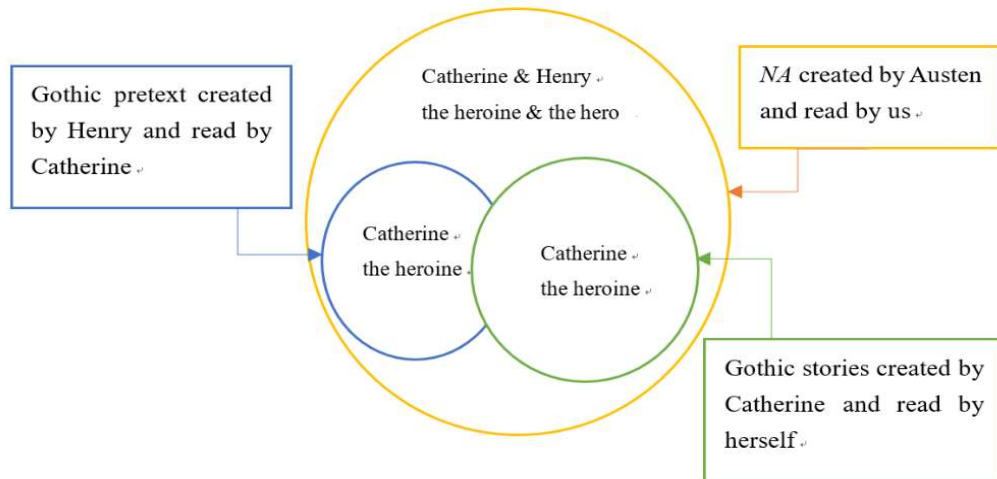 Catherine & Henry
the heroine & the hero
Gothic pretext created
by Henry and read by
Catherine
NA created by Austen
and read by us
Catherine
the heroine
Catherine
the heroine
Gothic stories created by
Catherine and read by
herself